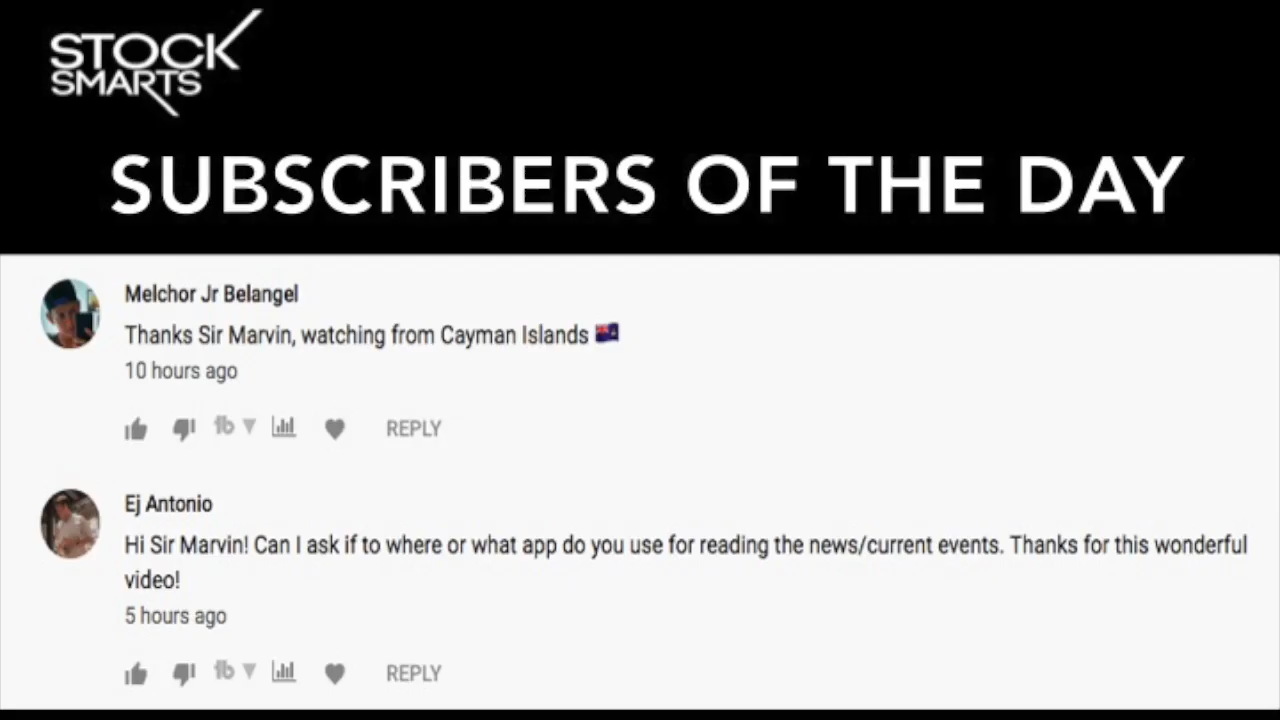 STOCK
SMARTS
SUBSCRIBERS OF THE DAY
Melchor Jr Belangel
Thanks Sir Marvin, watching from Cayman Islands 🇰🇾
10 hours ago
REPLY
Ej Antonio
Hi Sir Marvin! Can I ask if to where or what app do you use for reading the news/current events. Thanks for this wonderful
video!
5 hours ago
REPLY